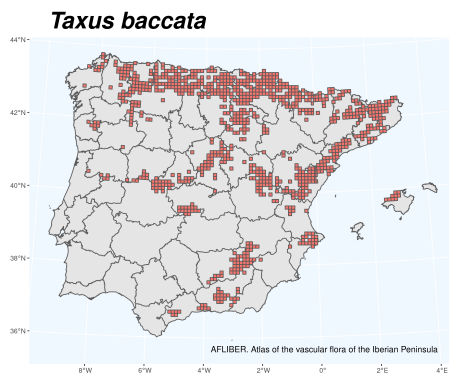 Taxus baccata
44°N
42°N
40°N
38°N
36°N
AFLIBER. Atlas of the vascular flora of the Iberian Peninsula
8°W 6°W 4°W 2°W 0° 2°E 4°E